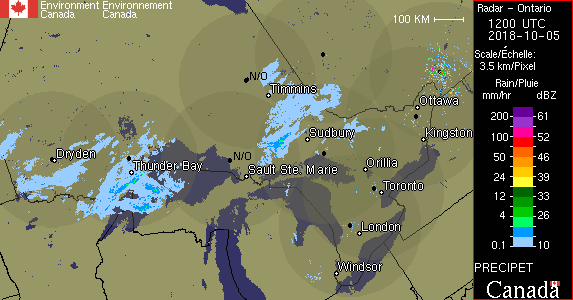 Environment Environnement
Canada Canada
100 KM
N/O
Timmins
Ottawa
Sudbury
Kingston
Dryden
Thunder Bay
N/O
Sault Ste. Marie
Orillia
Toronto
London
Windsor
Radar - Ontario
1200 UTC
2018-10-05
Scale/Échelle:
3.5 km/Pixel
Rain/Pluie
mm/hr dBZ
200 61
100 52
50 46
24 39
12 33
4 26
2 20
0.1 10
PRECIPET
Canada